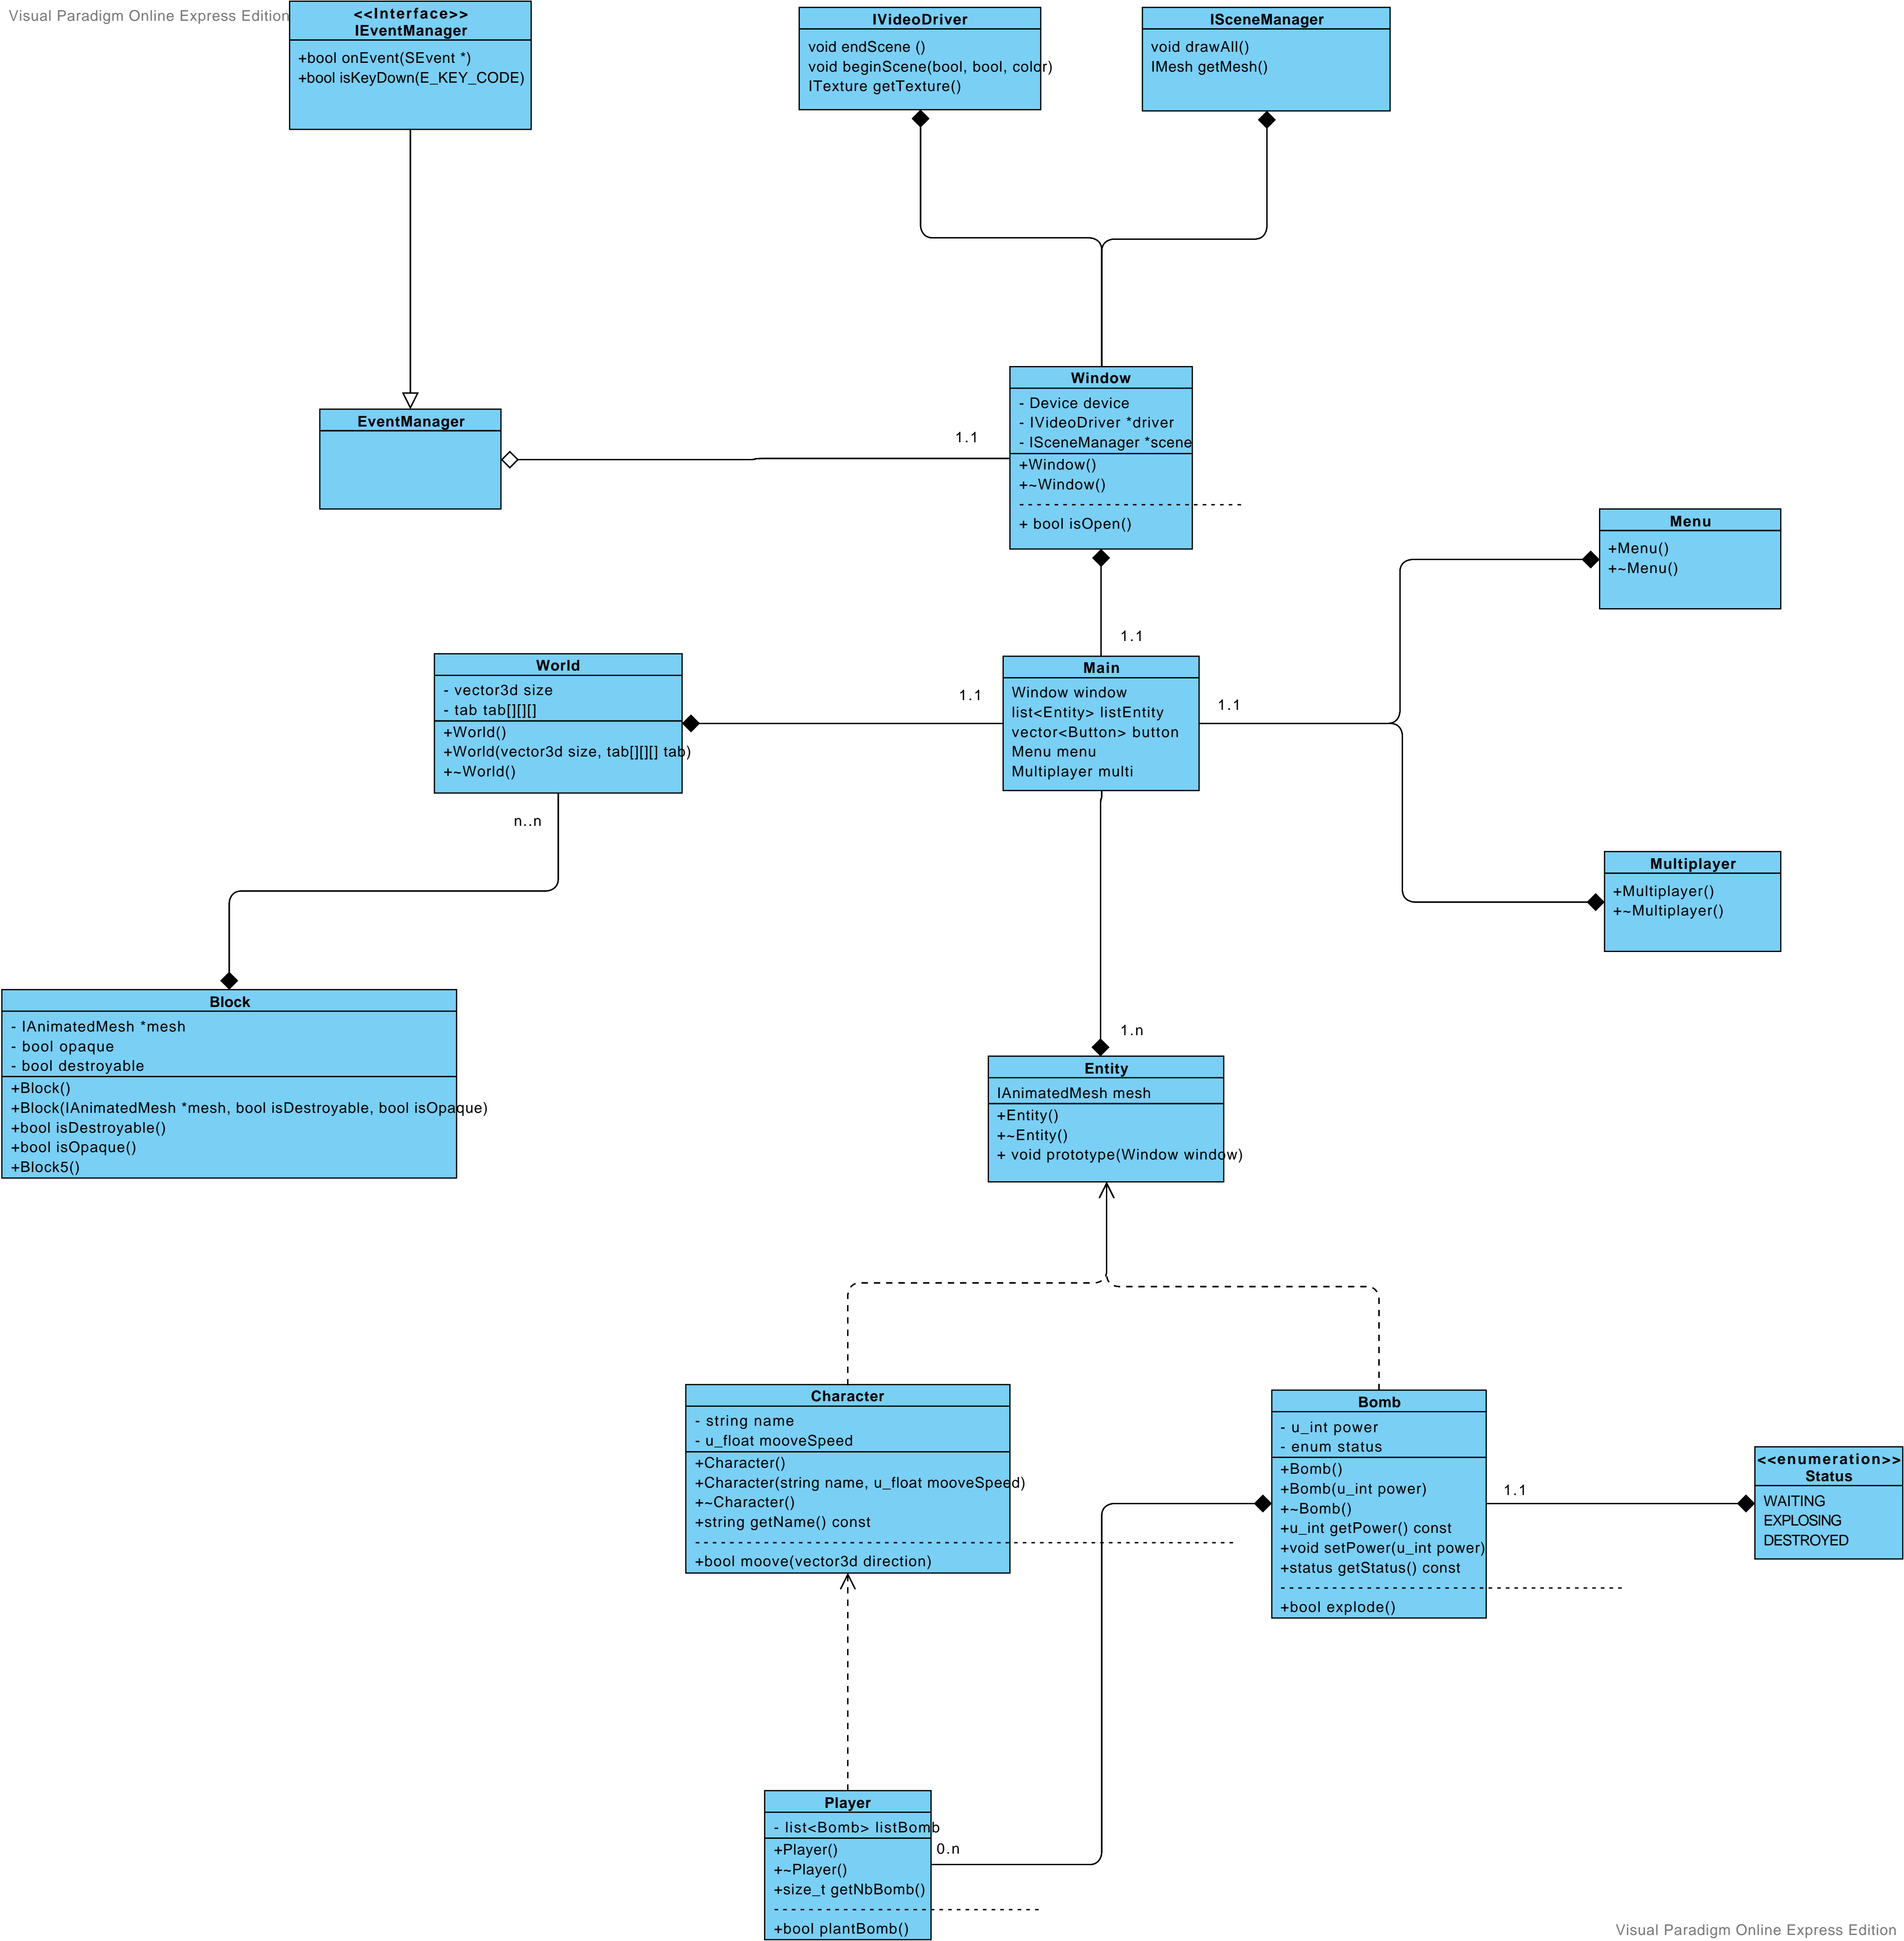 Visual Paradigm Online Express Edition
<<Interface>>
IEventManager
+bool onEvent(SEvent *)
+bool isKeyDown(E_KEY_CODE)
IVideoDriver
void endScene ()
void beginScene(bool, bool, color)
ITexture getTexture()
ISceneManager
void drawAll()
IMesh getMesh()
EventManager
1.1
Window
- Device device
- IVideoDriver *driver
- ISceneManager *scene
+Window()
+~Window()
+ bool isOpen()
Menu
+Menu()
+~Menu()
1.1
World
- vector3d size
- tab tab[][][]
+World()
+World(vector3d size, tab[][][] tab)
+~World()
1.1
Main
Window window
list<Entity> listEntity
vector<Button> button
Menu menu
Multiplayer multi
1.1
n..n
Multiplayer
+Multiplayer()
+~Multiplayer()
Block
- IAnimatedMesh *mesh
- bool opaque
- bool destroyable
+Block()
+Block(IAnimatedMesh *mesh, bool isDestroyable, bool isOpaque)
+bool isDestroyable()
+bool isOpaque()
+Block5()
1.n
Entity
IAnimatedMesh mesh
+Entity()
+~Entity()
+ void prototype(Window window)
Character
- string name
- u_float mooveSpeed
+Character()
+Character(string name, u_float mooveSpeed)
+~Character()
+string getName() const
+bool moove(vector3d direction)
Bomb
- u_int power
- enum status
+Bomb()
+Bomb(u_int power)
+~Bomb()
+u_int getPower() const
+void setPower(u_int power)
+status getStatus() const
+bool explode()
1.1
<<enumeration>>
Status
WAITING
EXPLOSING
DESTROYED
Player
- list<Bomb> listBomb
+Player()
+~Player()
+size_t getNbBomb()
+bool plantBomb()
0.n
Visual Paradigm Online Express Edition